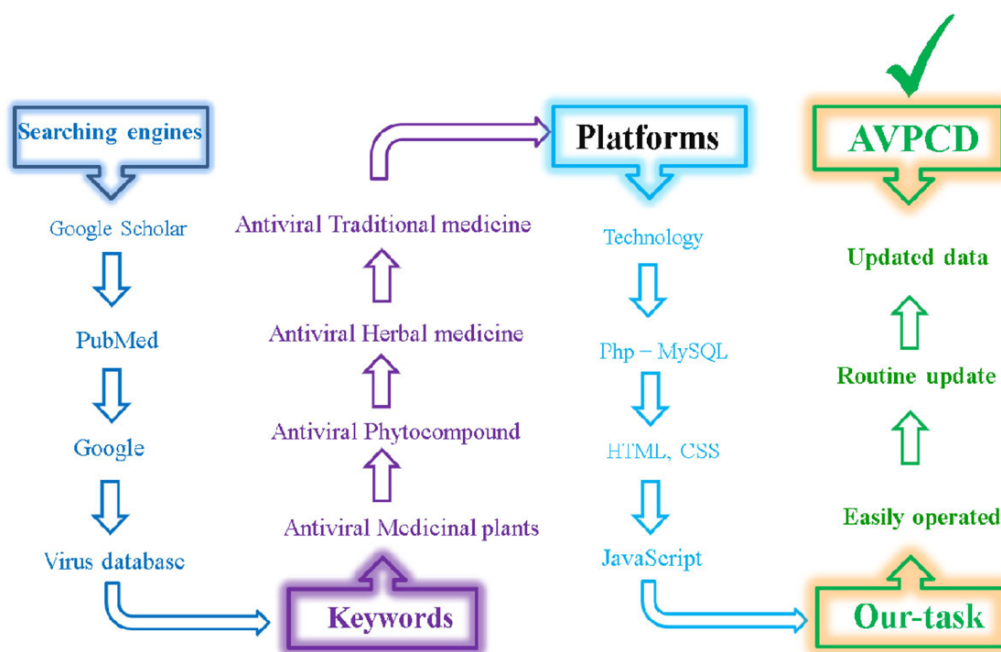 Searching engines
Google Scholar
PubMed
Google
Virus database
Keywords
Antiviral Medicinal plants
Antiviral Phytocompound
Antiviral Herbal medicine
Antiviral Traditional medicine
Platforms
Technology
Php – MySQL
HTML, CSS
JavaScript
Our-task
Easily operated
Routine update
Updated data
AVPCD